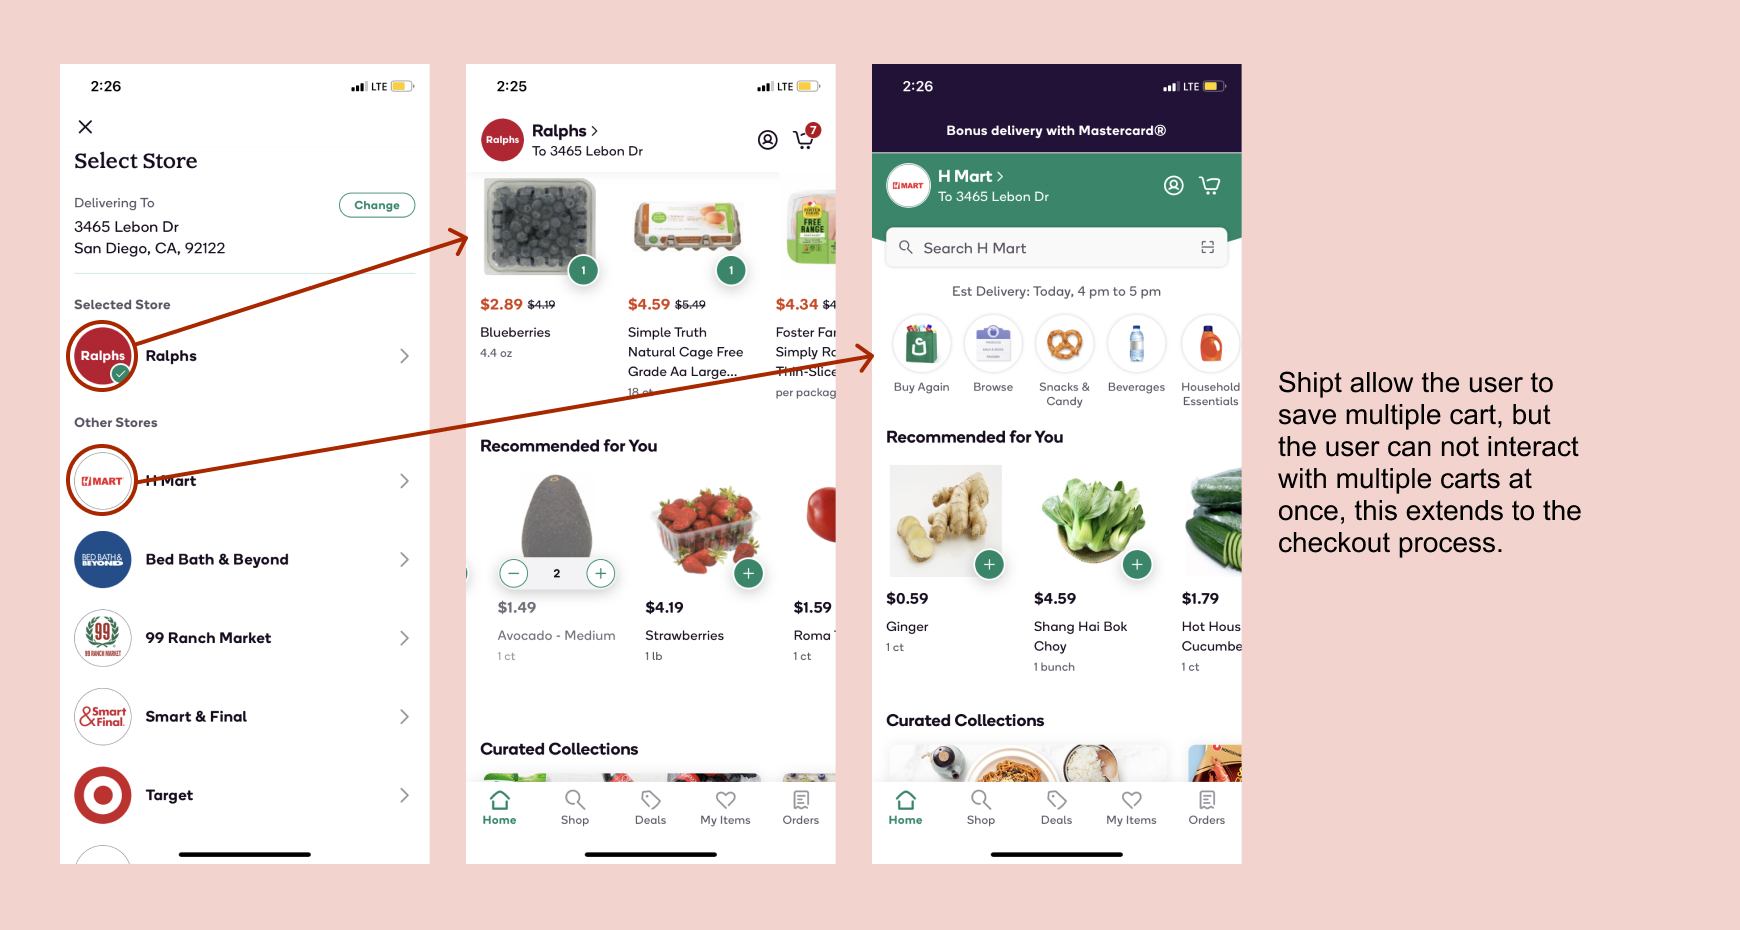 2:26
LTE
Select Store
Delivering To
Change
3465 Lebon Dr
San Diego, CA, 92122
Selected Store
Ralphs
Ralphs
Other Stores
H MART
H Mart
BED BATH &
BEYOND
Bed Bath & Beyond
99
99 RANCH MARKET
99 Ranch Market
Smart
&Final.
Smart & Final
Target
2:25
LTE
Ralphs
Ralphs >
To 3465 Lebon Dr
7
1
1
FOSTER FARMS
FREE
RANGE
$2.89 $4.19
$4.59 $5.49
$4.34 $4
Blueberries
4.4 oz
Simple Truth
Natural Cage Free
Grade Aa Large...
18 ct
Foster Far
Simply Ra
Thin-Slice
per packag
Recommended for You
2
$1.49
Avocado - Medium
1 ct
$4.19
Strawberries
1 lb
$1.59
Roma
1 ct
Curated Collections
Home
Shop
Deals
My Items
Orders
2:26
LTE
Bonus delivery with Mastercard®
H MART
H Mart >
To 3465 Lebon Dr
Search H Mart
Est Delivery: Today, 4 pm to 5 pm
Buy Again
Browse
Snacks &
Candy
Beverages
Household
Essentials
Recommended for You
$0.59
Ginger
1 ct
$4.59
Shang Hai Bok
Choy
1 bunch
$1.79
Hot Hous
Cucumbe
1 ct
Curated Collections
Home
Shop
Deals
My Items
Orders
Shipt allow the user to
save multiple cart, but
the user can not interact
with multiple carts at
once, this extends to the
checkout process.